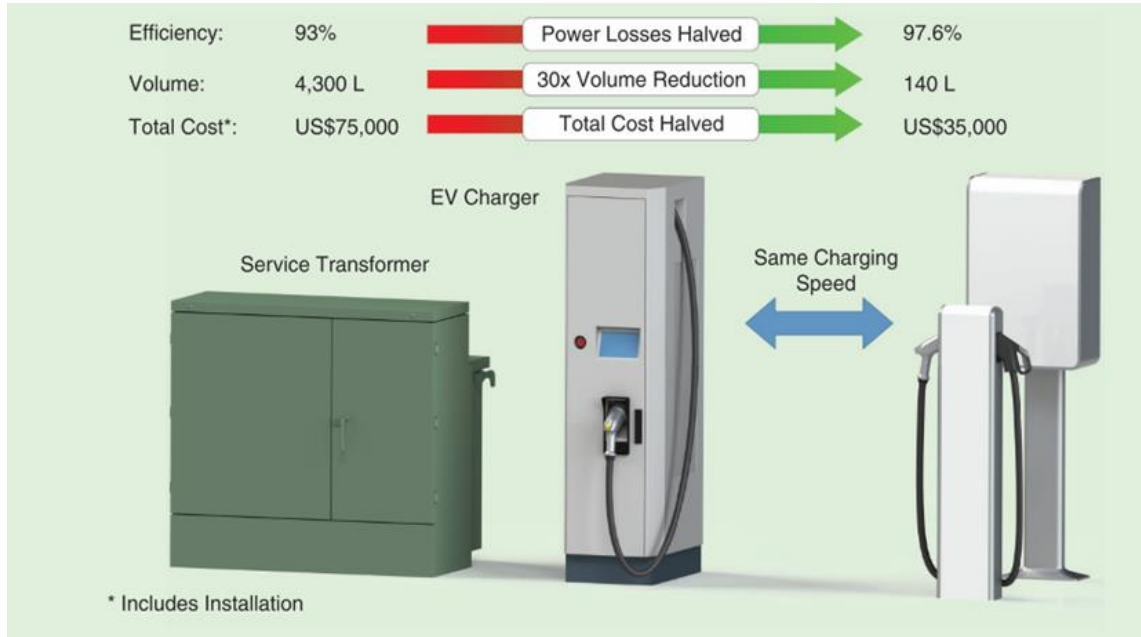 Efficiency: 93% Power Losses Halved 97.6%
Volume: 4,300 L 30x Volume Reduction 140 L
Total Cost*: US$75,000 Total Cost Halved US$35,000
EV Charger
Service Transformer
Same Charging
Speed
* Includes Installation